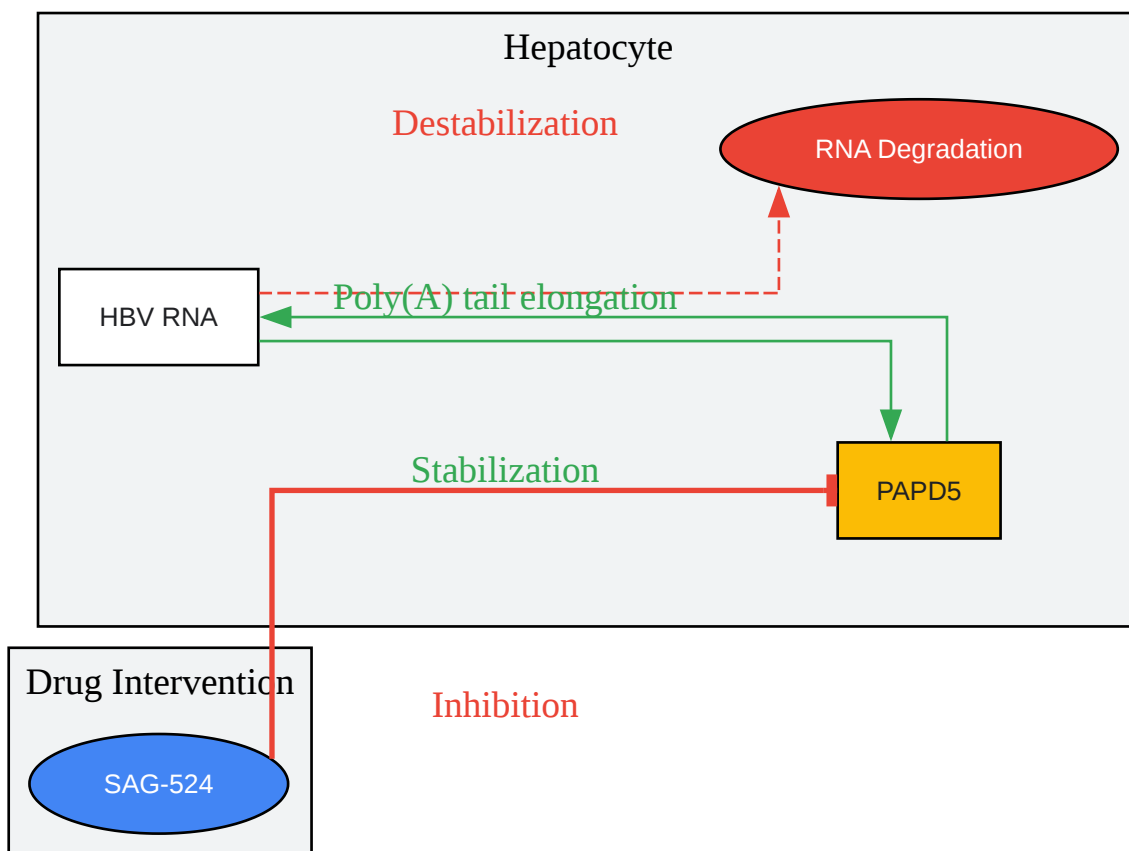 Hepatocyte
Destabilization
RNA Degradation
HBV RNA
Poly(A) tail elongation
Stabilization
PAPD5
Drug Intervention
Inhibition
SAG-524